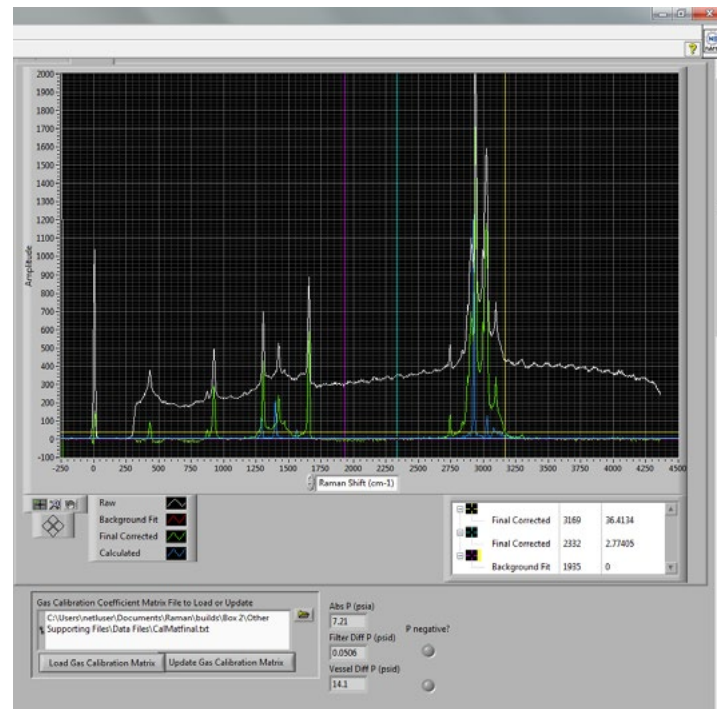 ?
2000
1900
1800
1700
1600
1500
1400
1300
1200
1100
1000
900
800
700
600
500
400
300
200
100
0
-100
Amplitude
-250 0 250 500 750 1000 1250 1500 1750 2000 2250 2500 2750 3000 3250 3500 3750 4000 4250 4500
Raman Shift (cm-1)
Raw
Background Fit
Final Corrected
Calculated
Final Corrected 3169 36.4134
Final Corrected 2332 2.77405
Background Fit 1935 0
Gas Calibration Coefficient Matrix File to Load or Update
C:\Users\netluser\Documents\Raman\builds\Box 2\Other
Supporting Files\Data Files\CalMatfinal.txt
Load Gas Calibration Matrix Update Gas Calibration Matrix
Abs P (psia)
7.21
Filter Diff P (psid)
0.0506
P negative?
Vessel Diff P (psid)
14.1